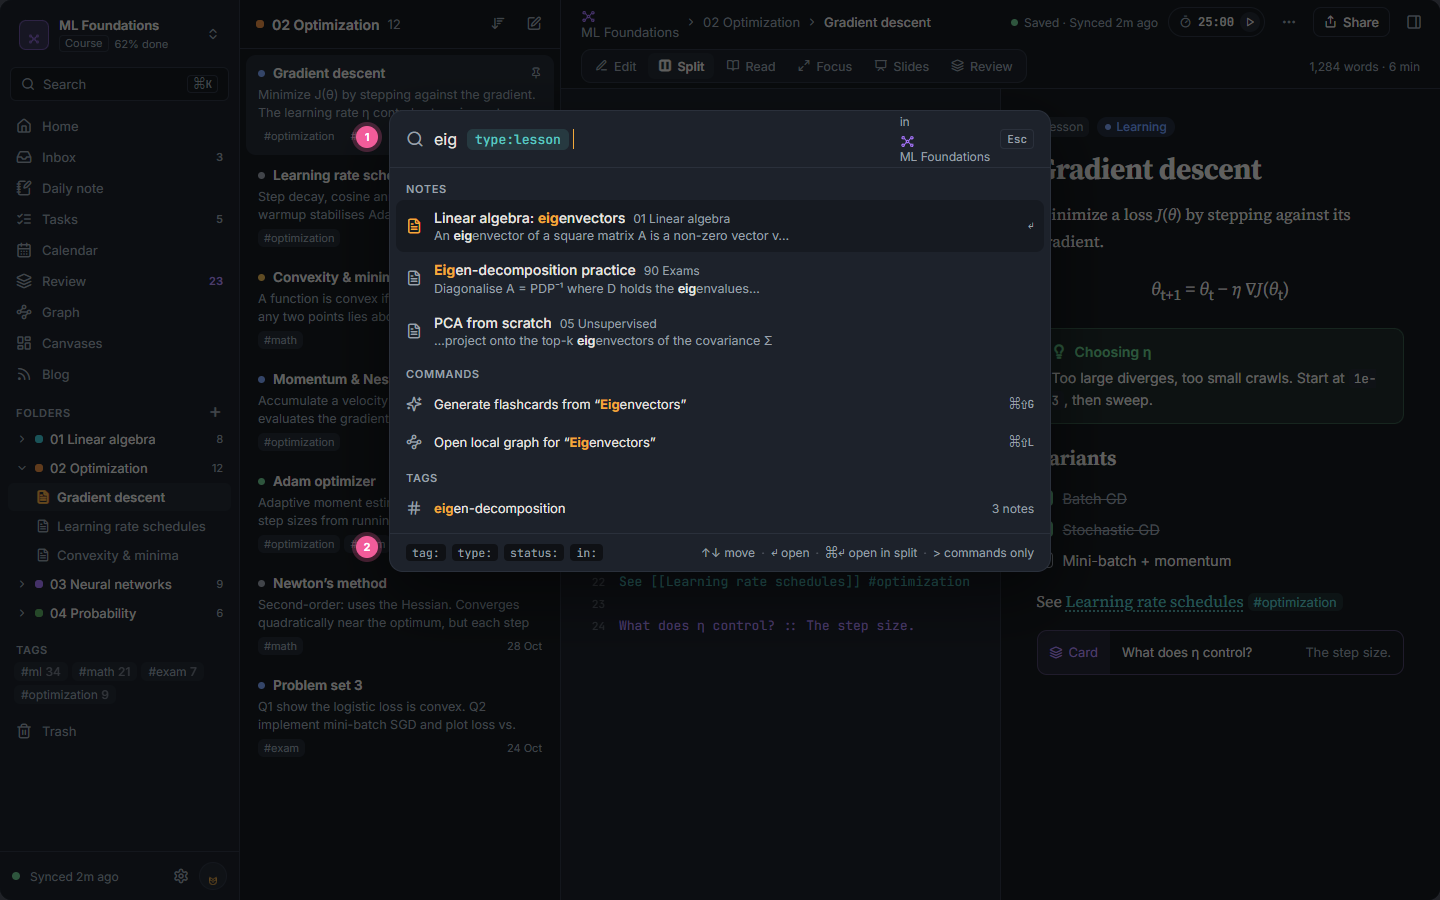 ML Foundations
Course 62% done
Search ⌘K
Home
Inbox 3
Daily note
Tasks 5
Calendar
Review 23
Graph
Canvases
Blog
FOLDERS
01 Linear algebra 8
02 Optimization 12
Gradient descent
Learning rate schedules
Convexity & minima
03 Neural networks 9
04 Probability 6
TAGS
#ml 34 #math 21 #exam 7
#optimization 9
Trash
Synced 2m ago
02 Optimization 12
Gradient descent
Minimize J(θ) by stepping against the gradient.
The learning rate η
#optimization
Learning rate
Step decay, cosine
warmup stabilises
#optimization
Convexity &
A function is convex if
any two points lies
#math
Momentum &
Accumulate a velocity
evaluates the gradient
#optimization
Adam optimizer
Adaptive moment
step sizes from
#optimization
Newton's method
Second-order: uses the Hessian. Converges
quadratically near the optimum, but each step
#math 28 Oct
Problem set 3
Q1 show the logistic loss is convex. Q2
implement mini-batch SGD and plot loss vs.
#exam 24 Oct
ML Foundations › 02 Optimization › Gradient descent
Saved · Synced 2m ago 25:00 Share
Edit Split Read Focus Slides Review
1,284 words · 6 min
1
eig type:lesson
in
ML Foundations
Esc
NOTES
Linear algebra: eigenvectors 01 Linear algebra
An eigenvector of a square matrix A is a non-zero vector v... ↵
Eigen-decomposition practice 90 Exams
Diagonalise A = PDP⁻¹ where D holds the eigenvalues...
PCA from scratch 05 Unsupervised
...project onto the top-k eigenvectors of the covariance Σ
COMMANDS
Generate flashcards from “Eigenvectors” ⌘⇧G
Open local graph for “Eigenvectors” ⌘⇧L
TAGS
# eigen-decomposition 3 notes
2
tag: type: status: in: ↑↓ move · ↵ open · ⌘↵ open in split · > commands only
22 See [[Learning rate schedules]] #optimization
23
24 What does η control? :: The step size.
Learning
Gradient descent
a loss J(θ) by stepping against its
θt+1 = θt − η ∇J(θt)
Choosing η
Too large diverges, too small crawls. Start at 1e-
3 , then sweep.
Batch GD
Stochastic GD
Mini-batch + momentum
See Learning rate schedules #optimization
Card What does η control? The step size.